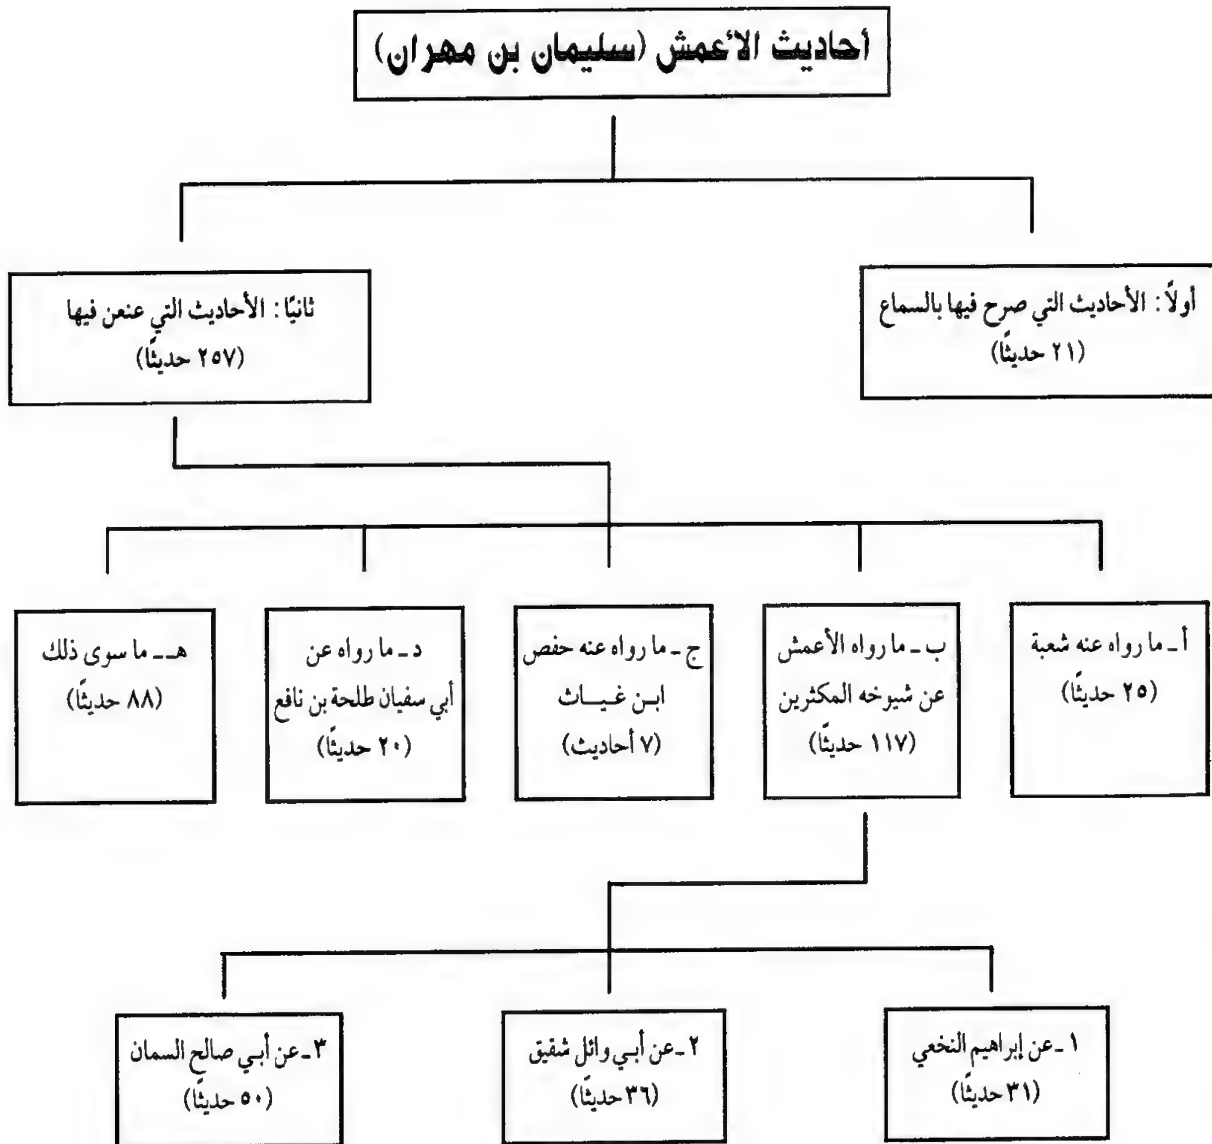 أحاديث الأعمش (سليمان بن مهران)
أولاً: الأحاديث التي صرح فيها بالسماع
(٢١ حديثًا)
ثانيًا: الأحاديث التي عنعن فيها
(٢٥٧ حديثًا)
أ ـ ما رواه عنه شعبة
(٢٥ حديثًا)
ب ـ ما رواه الأعمش
عن شيوخه المكثرين
(١١٧ حديثًا)
ج ـ ما رواه عنه حفص
ابـن غـيـاث
(٧ أحاديث)
د ـ ما رواه عن
أبي سفيان طلحة بن نافع
(٢٠ حديثًا)
هـ ـ ما سوى ذلك
(٨٨ حديثًا)
١ ـ عن إبراهيم النخعي
(٣١ حديثًا)
٢ ـ عن أبي وائل شقيق
(٣٦ حديثًا)
٣ ـ عن أبي صالح السمان
(٥٠ حديثًا)